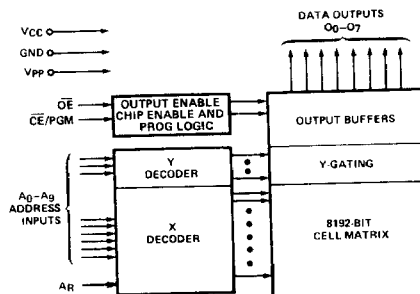 DATA OUTPUTS
O0–O7
VCC
GND
VPP
OE
CE/PGM
OUTPUT ENABLE
CHIP ENABLE AND
PROG LOGIC
OUTPUT BUFFERS
Y
DECODER
Y-GATING
A0–A9
ADDRESS
INPUTS
X
DECODER
8192-BIT
CELL MATRIX
AR